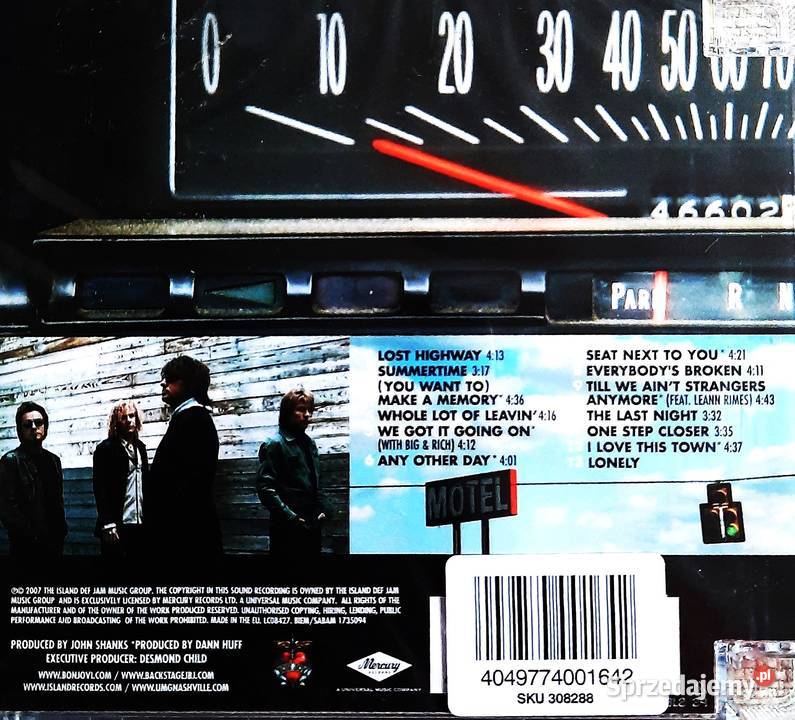 0 10 20 30 40 50 60 70
46602
PARK R N
LOST HIGHWAY 4:13
SUMMERTIME 3:17
(YOU WANT TO)
MAKE A MEMORY* 4:36
WHOLE LOT OF LEAVIN' 4:16
WE GOT IT GOING ON*
(WITH BIG & RICH) 4:12
6 ANY OTHER DAY* 4:01
SEAT NEXT TO YOU* 4:21
EVERYBODY'S BROKEN 4:11
9 TILL WE AIN'T STRANGERS
ANYMORE* (FEAT. LEANN RIMES) 4:43
THE LAST NIGHT 3:32
ONE STEP CLOSER 3:35
12 I LOVE THIS TOWN* 4:37
13 LONELY
MOTEL
℗© 2007 THE ISLAND DEF JAM MUSIC GROUP. THE COPYRIGHT IN THIS SOUND RECORDING IS OWNED BY THE ISLAND DEF JAM
MUSIC GROUP AND IS EXCLUSIVELY LICENSED BY MERCURY RECORDS LTD. A UNIVERSAL MUSIC COMPANY. ALL RIGHTS OF THE
MANUFACTURER AND OF THE OWNER OF THE WORK PRODUCED RESERVED. UNAUTHORISED COPYING, HIRING, LENDING, PUBLIC
PERFORMANCE AND BROADCASTING OF THE WORK PROHIBITED. MADE IN THE EU. LC08427. BIEM/SABAM 1735094
PRODUCED BY JOHN SHANKS *PRODUCED BY DANN HUFF
EXECUTIVE PRODUCER: DESMOND CHILD
WWW.BONJOVI.COM / WWW.BACKSTAGEJBJ.COM
WWW.ISLANDRECORDS.COM / WWW.UMGNASHVILLE.COM
Mercury
RECORDS
A UNIVERSAL MUSIC COMPANY
4049774001642
SKU 308288
Sprzedajemy.pl